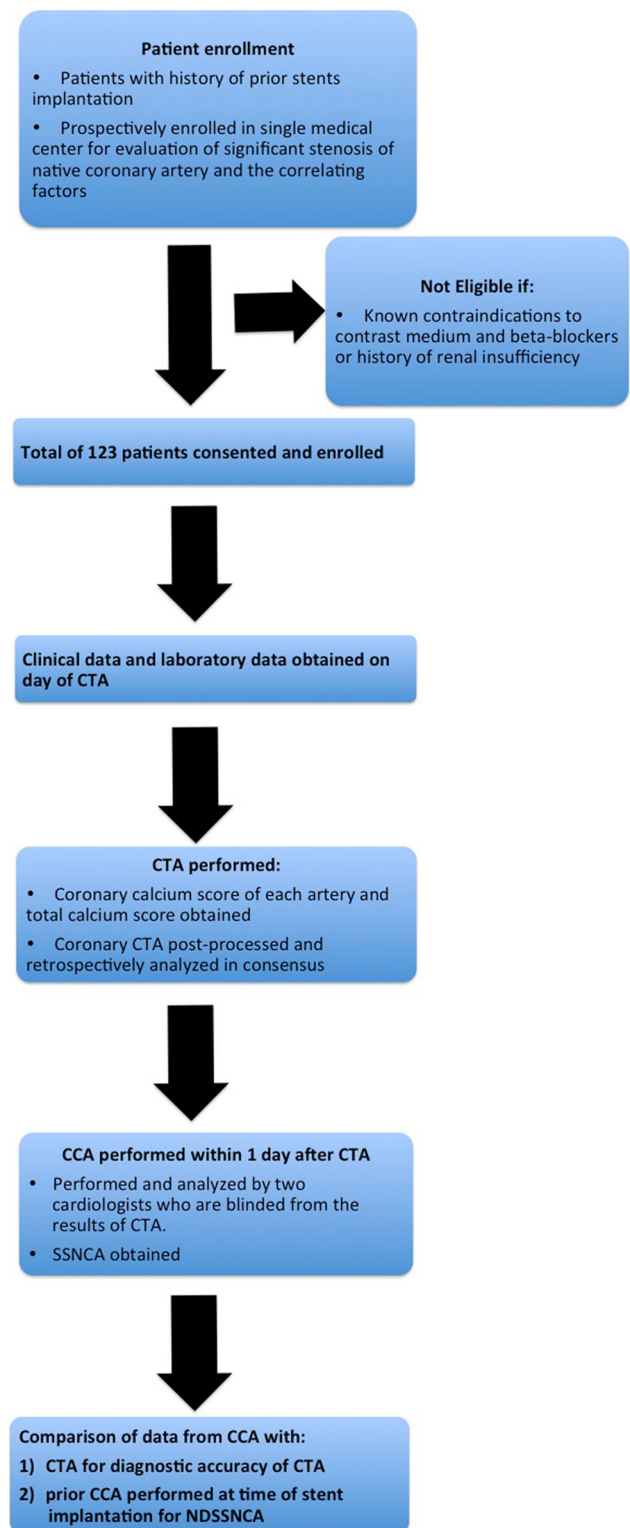 Patient enrollment
• Patients with history of prior stents
implantation
• Prospectively enrolled in single medical
center for evaluation of significant stenosis of
native coronary artery and the correlating
factors
Not Eligible if:
• Known contraindications to
contrast medium and beta-blockers
or history of renal insufficiency
Total of 123 patients consented and enrolled
Clinical data and laboratory data obtained on
day of CTA
CTA performed:
• Coronary calcium score of each artery and
total calcium score obtained
• Coronary CTA post-processed and
retrospectively analyzed in consensus
CCA performed within 1 day after CTA
• Performed and analyzed by two
cardiologists who are blinded from the
results of CTA.
• SSNCA obtained
Comparison of data from CCA with:
1) CTA for diagnostic accuracy of CTA
2) prior CCA performed at time of stent
implantation for NDSSNCA